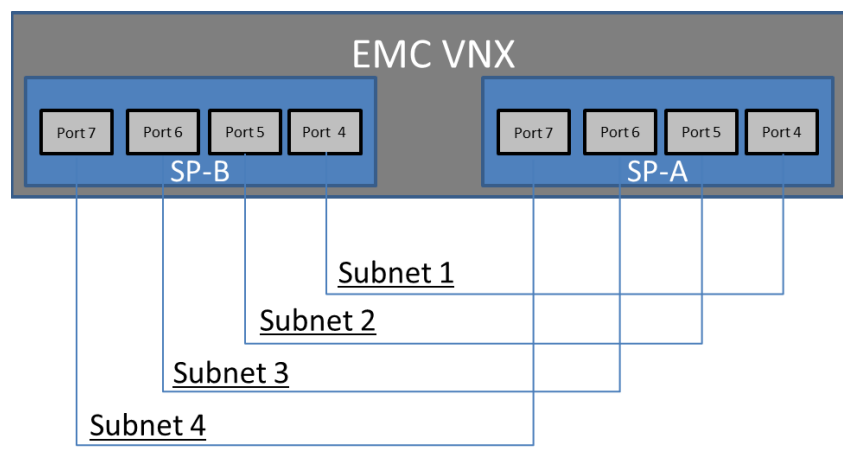 EMC VNX
Port 7 Port 6 Port 5 Port 4 Port 7 Port 6 Port 5 Port 4
SP-B SP-A
Subnet 1
Subnet 2
Subnet 3
Subnet 4